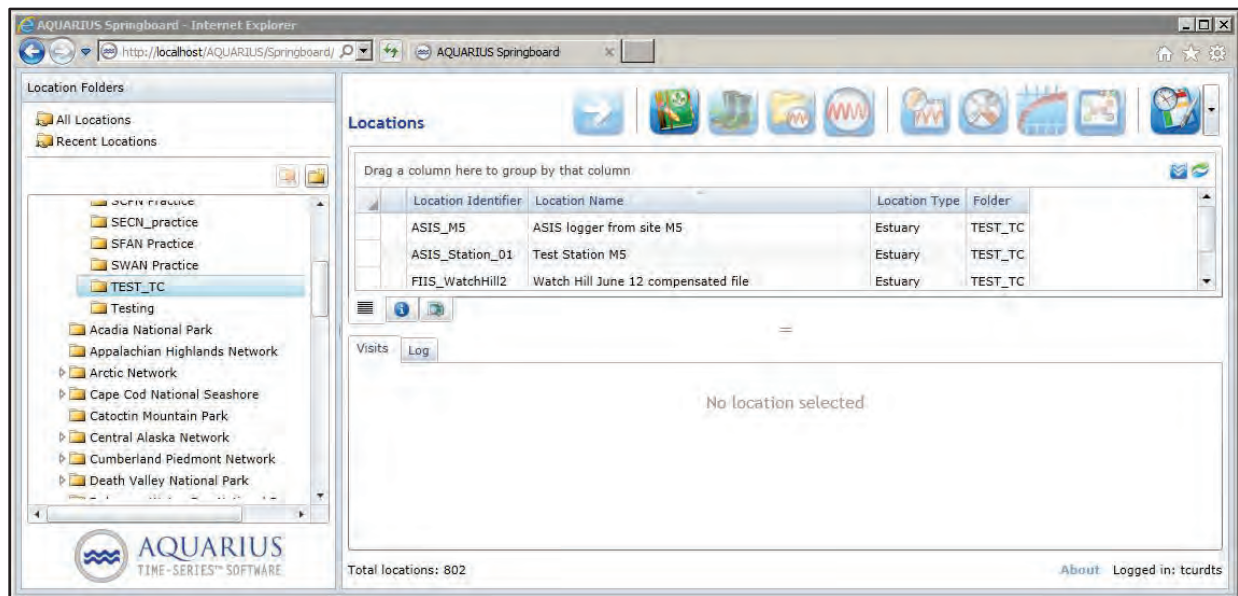 AQUARIUS Springboard - Internet Explorer
http://localhost/AQUARIUS/Springboard/
AQUARIUS Springboard
Location Folders
All Locations
Recent Locations
SECN_practice
SFAN Practice
SWAN Practice
TEST_TC
Testing
Acadia National Park
Appalachian Highlands Network
Arctic Network
Cape Cod National Seashore
Catoctin Mountain Park
Central Alaska Network
Cumberland Piedmont Network
Death Valley National Park
AQUARIUS
TIME-SERIES™ SOFTWARE
Locations
Drag a column here to group by that column
Location Identifier Location Name Location Type Folder
ASIS_M5 ASIS logger from site M5 Estuary TEST_TC
ASIS_Station_01 Test Station M5 Estuary TEST_TC
FIIS_WatchHill2 Watch Hill June 12 compensated file Estuary TEST_TC
Visits Log
No location selected
Total locations: 802
About Logged in: tcurdts